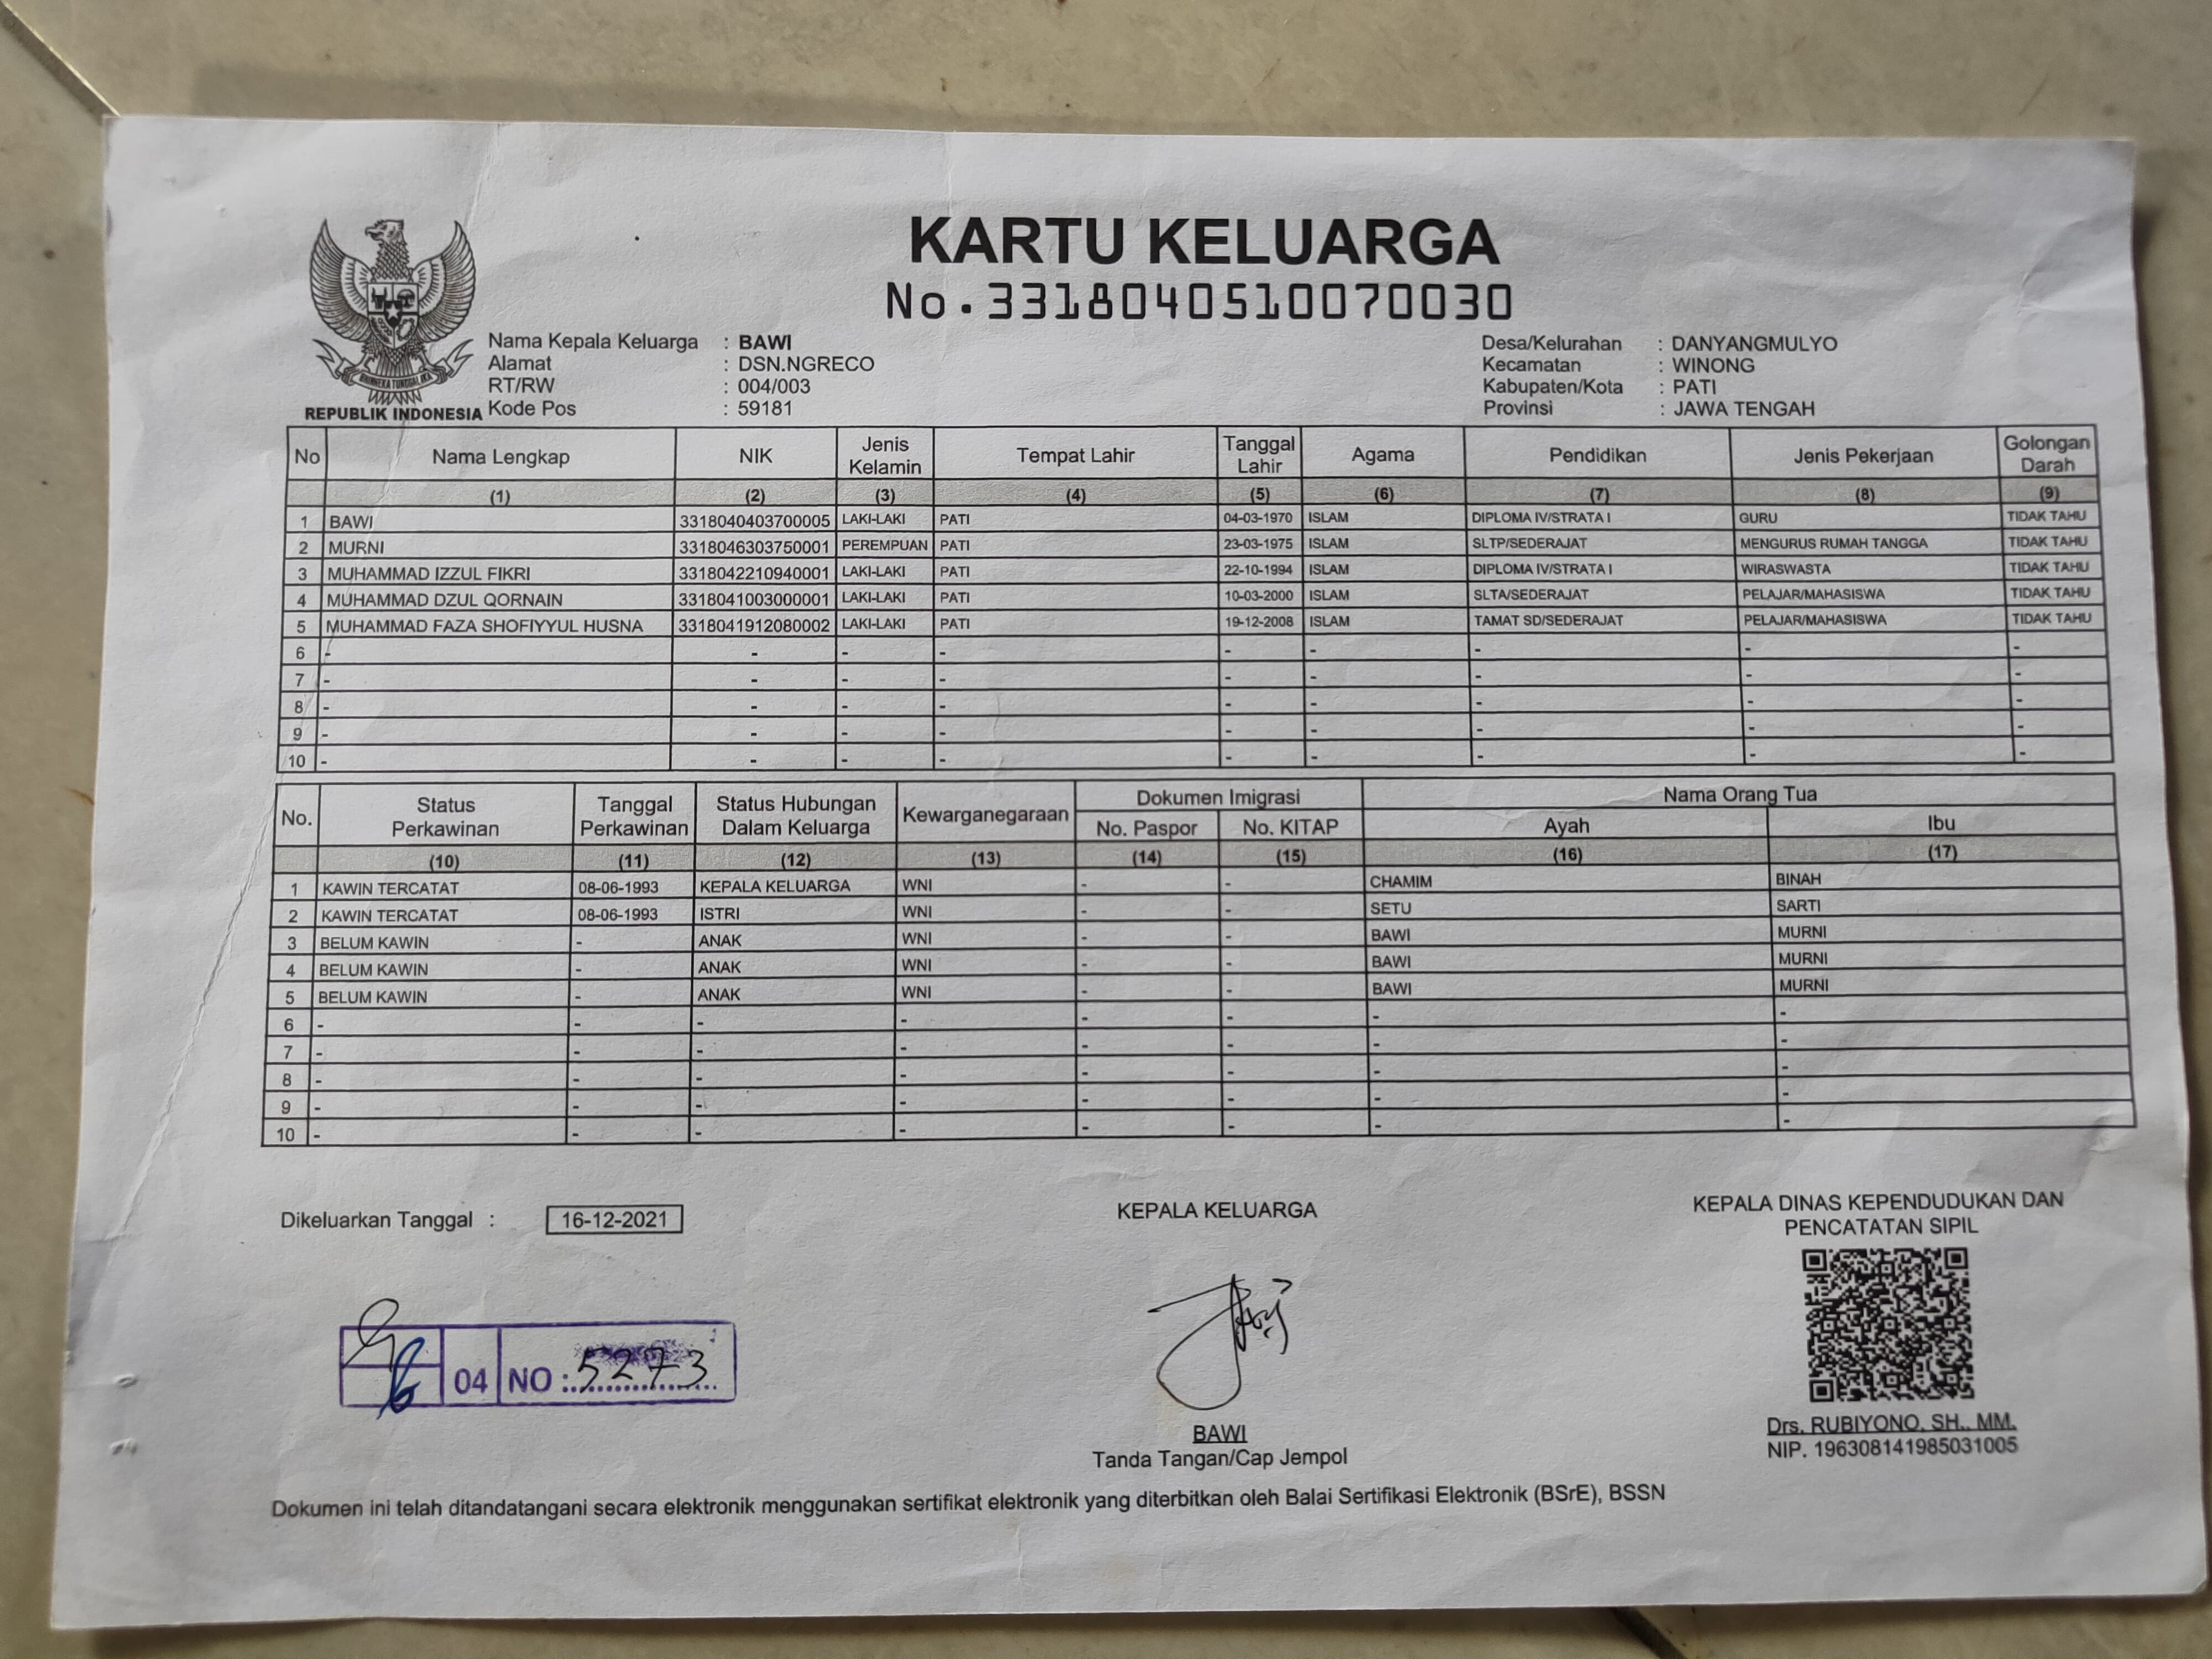 KARTU KELUARGA
No.3318040510070030
BHINNEKA TUNGGAL IKA
REPUBLIK INDONESIA
Nama Kepala Keluarga : BAWI
Alamat : DSN.NGRECO
RT/RW : 004/003
Kode Pos : 59181
Desa/Kelurahan : DANYANGMULYO
Kecamatan : WINONG
Kabupaten/Kota : PATI
Provinsi : JAWA TENGAH
No Nama Lengkap NIK Jenis Kelamin Tempat Lahir Tanggal Lahir Agama Pendidikan Jenis Pekerjaan Golongan Darah
(1) (2) (3) (4) (5) (6) (7) (8) (9)
1 BAWI 3318040403700005 LAKI-LAKI PATI 04-03-1970 ISLAM DIPLOMA IV/STRATA I GURU TIDAK TAHU
2 MURNI 3318046303750001 PEREMPUAN PATI 23-03-1975 ISLAM SLTP/SEDERAJAT MENGURUS RUMAH TANGGA TIDAK TAHU
3 MUHAMMAD IZZUL FIKRI 3318042210940001 LAKI-LAKI PATI 22-10-1994 ISLAM DIPLOMA IV/STRATA I WIRASWASTA TIDAK TAHU
4 MUHAMMAD DZUL QORNAIN 3318041003000001 LAKI-LAKI PATI 10-03-2000 ISLAM SLTA/SEDERAJAT PELAJAR/MAHASISWA TIDAK TAHU
5 MUHAMMAD FAZA SHOFIYYUL HUSNA 3318041912080002 LAKI-LAKI PATI 19-12-2008 ISLAM TAMAT SD/SEDERAJAT PELAJAR/MAHASISWA TIDAK TAHU
6 - - - - - - - - -
7 - - - - - - - - -
8 - - - - - - - - -
9 - - - - - - - - -
10 - - - - - - - - -
No. Status Perkawinan Tanggal Perkawinan Status Hubungan Dalam Keluarga Kewarganegaraan Dokumen Imigrasi Nama Orang Tua
No. Paspor No. KITAP Ayah Ibu
(10) (11) (12) (13) (14) (15) (16) (17)
1 KAWIN TERCATAT 08-06-1993 KEPALA KELUARGA WNI - - CHAMIM BINAH
2 KAWIN TERCATAT 08-06-1993 ISTRI WNI - - SETU SARTI
3 BELUM KAWIN - ANAK WNI - - BAWI MURNI
4 BELUM KAWIN - ANAK WNI - - BAWI MURNI
5 BELUM KAWIN - ANAK WNI - - BAWI MURNI
6 - - - - - - - -
7 - - - - - - - -
8 - - - - - - - -
9 - - - - - - - -
10 - - - - - - - -
Dikeluarkan Tanggal : 16-12-2021
04 NO : 5273
KEPALA KELUARGA
BAWI
Tanda Tangan/Cap Jempol
KEPALA DINAS KEPENDUDUKAN DAN
PENCATATAN SIPIL
Drs. RUBIYONO, SH., MM.
NIP. 196308141985031005
Dokumen ini telah ditandatangani secara elektronik menggunakan sertifikat elektronik yang diterbitkan oleh Balai Sertifikasi Elektronik (BSrE), BSSN